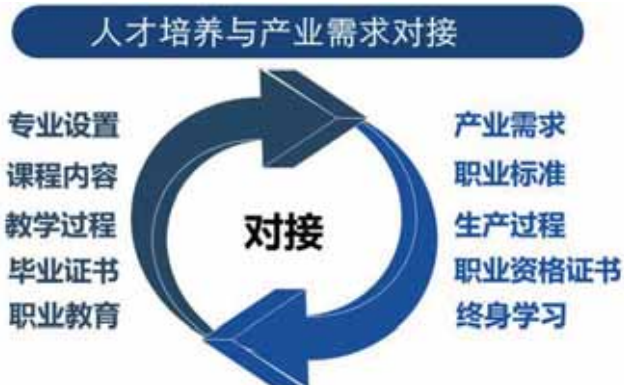 人才培养与产业需求对接
专业设置
课程内容
教学过程
毕业证书
职业教育
对接
产业需求
职业标准
生产过程
职业资格证书
终身学习